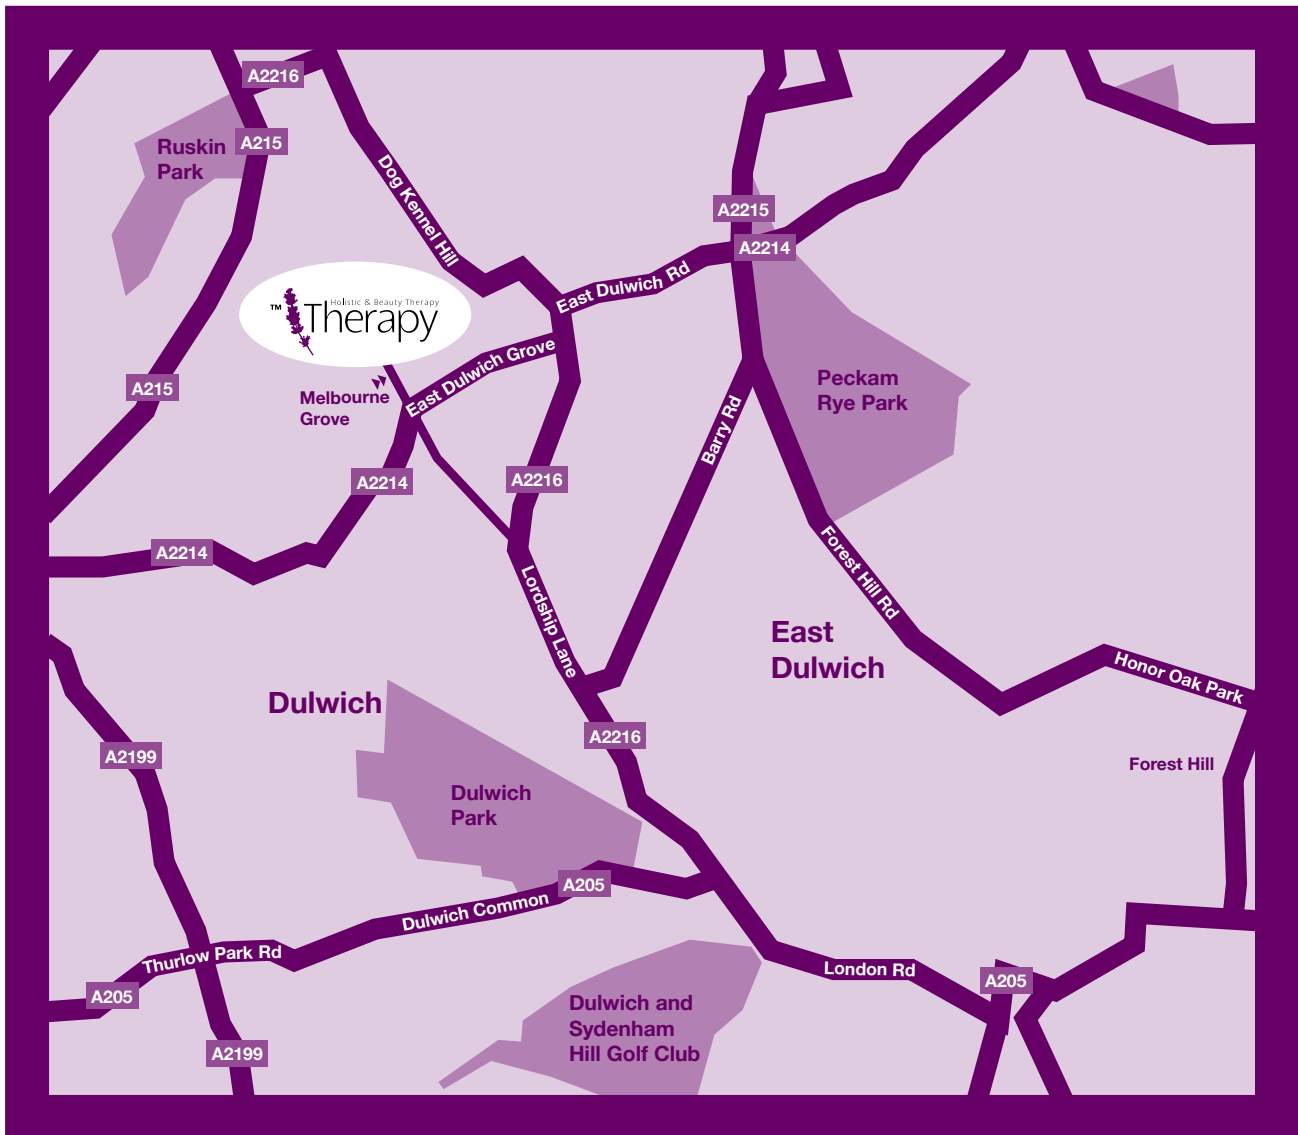 A2216
Ruskin
Park
A215
Dog Kennel Hill
A2215
A2214
East Dulwich Rd
™
Holistic & Beauty Therapy
Therapy
East Dulwich Grove
A215
Melbourne
Grove
Peckam
Rye Park
Barry Rd
A2214
A2216
A2214
Forest Hill Rd
Lordship Lane
East
Dulwich
Honor Oak Park
Dulwich
A2216
A2199
Forest Hill
Dulwich
Park
A205
Dulwich Common
Thurlow Park Rd
London Rd
A205
A205
Dulwich and
Sydenham
Hill Golf Club
A2199